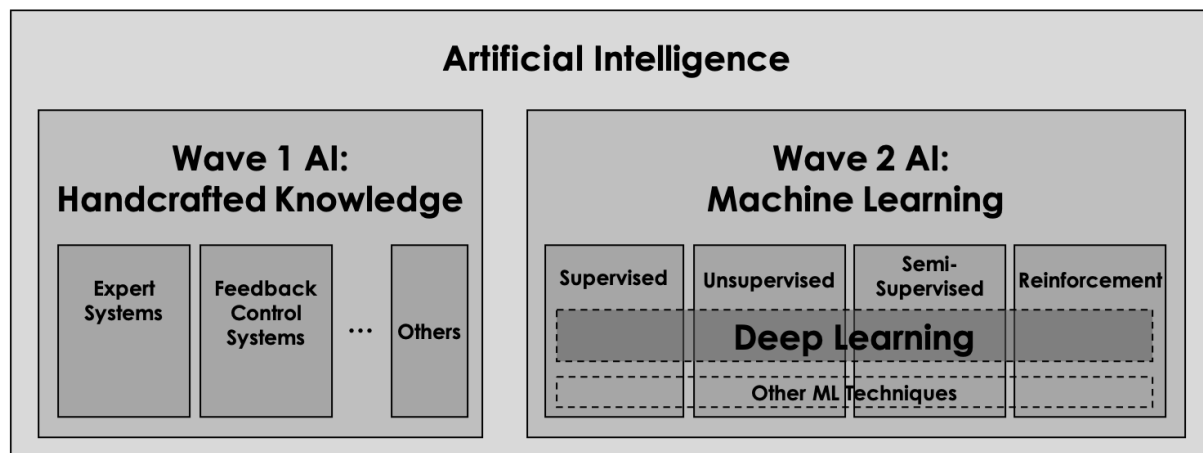 Artificial Intelligence
Wave 1 AI:
Handcrafted Knowledge
Expert
Systems
Feedback
Control
Systems
...
Others
Wave 2 AI:
Machine Learning
Supervised
Unsupervised
Semi-
Supervised
Reinforcement
Deep Learning
Other ML Techniques